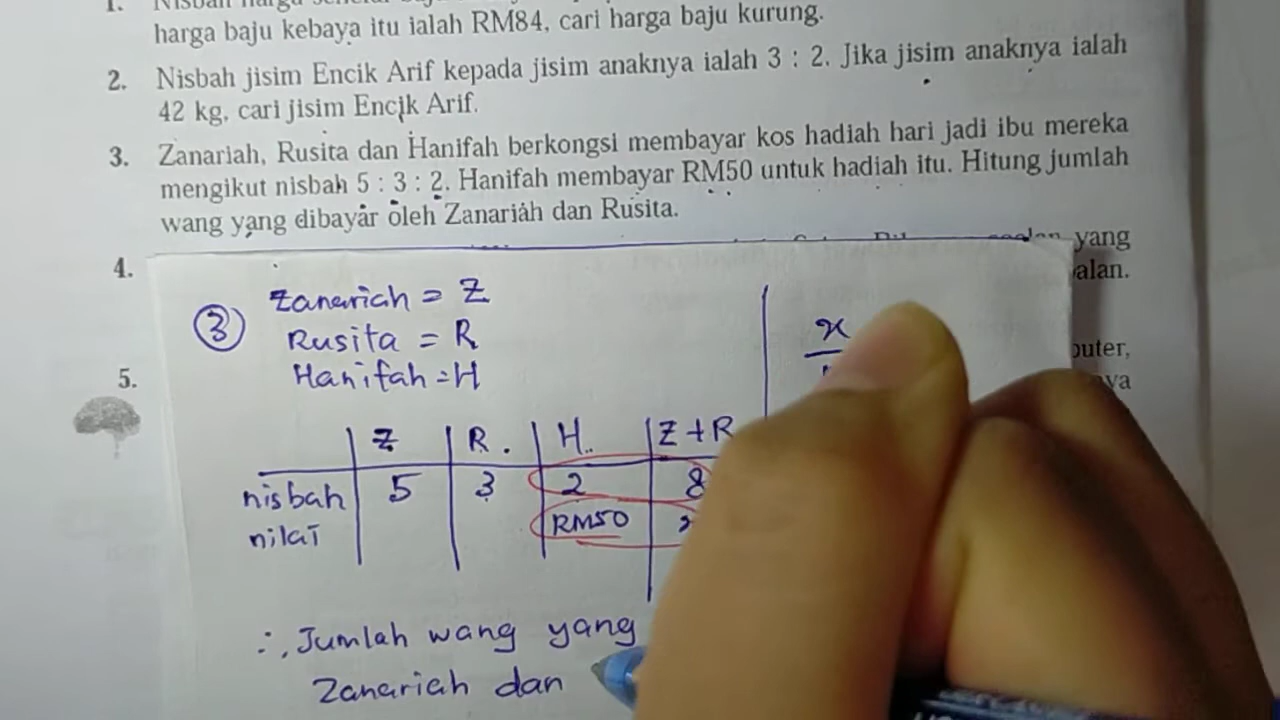 1. Nisbah harga
harga baju kebaya itu ialah RM84, cari harga baju kurung.
2. Nisbah jisim Encik Arif kepada jisim anaknya ialah 3 : 2. Jika jisim anaknya ialah
42 kg, cari jisim Encik Arif.
3. Zanariah, Rusita dan Hanifah berkongsi membayar kos hadiah hari jadi ibu mereka
mengikut nisbah 5 : 3 : 2. Hanifah membayar RM50 untuk hadiah itu. Hitung jumlah
wang yang dibayar oleh Zanariah dan Rusita.
4. yang
alan.
5. puter,
③ Zanariah = Z
Rusita = R
Hanifah = H
x
Z R. H.. Z + R
nisbah 5 3 2 8
nilai RM50
∴, Jumlah wang yang
Zanariah dan